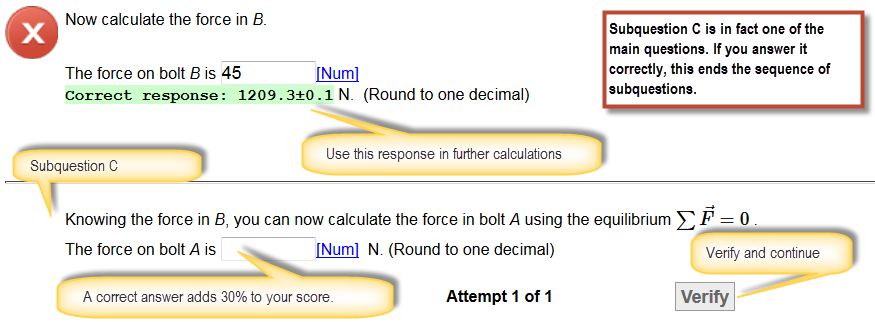 Now calculate the force in B.
Subquestion C is in fact one of the
main questions. If you answer it
correctly, this ends the sequence of
subquestions.
The force on bolt B is 45 [Num]
Correct response: 1209.3±0.1 N. (Round to one decimal)
Use this response in further calculations
Subquestion C
Knowing the force in B, you can now calculate the force in bolt A using the equilibrium ∑ F⃗ = 0 .
The force on bolt A is [Num] N. (Round to one decimal)
Verify and continue
A correct answer adds 30% to your score.
Attempt 1 of 1
Verify